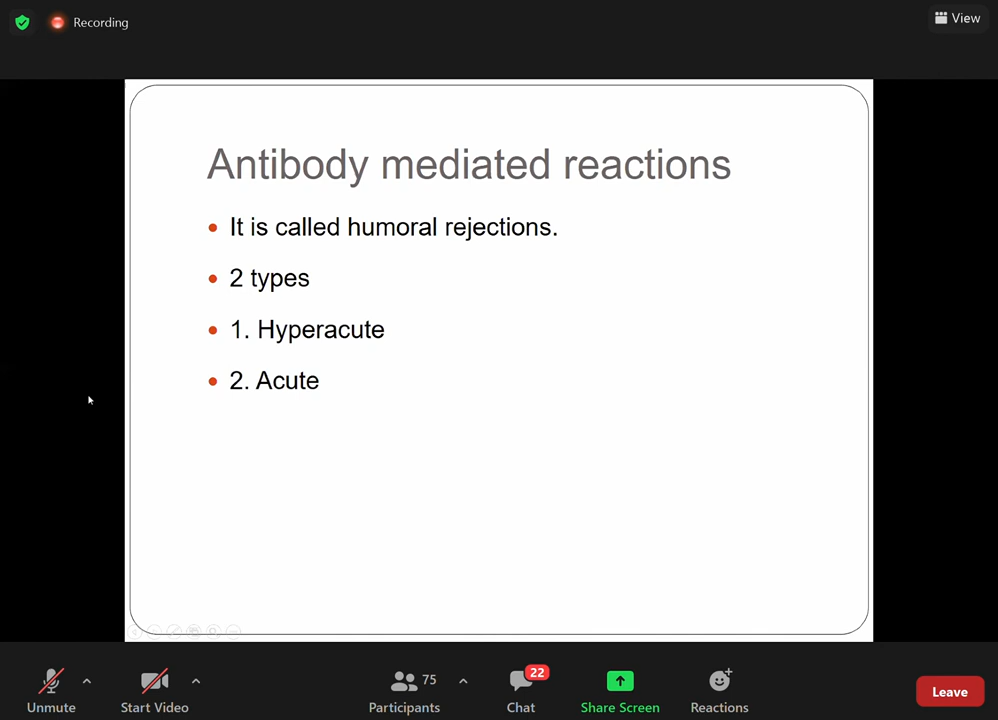 Recording
View
Antibody mediated reactions
It is called humoral rejections.
2 types
1. Hyperacute
2. Acute
Unmute
Start Video
75
Participants
22
Chat
Share Screen
Reactions
Leave